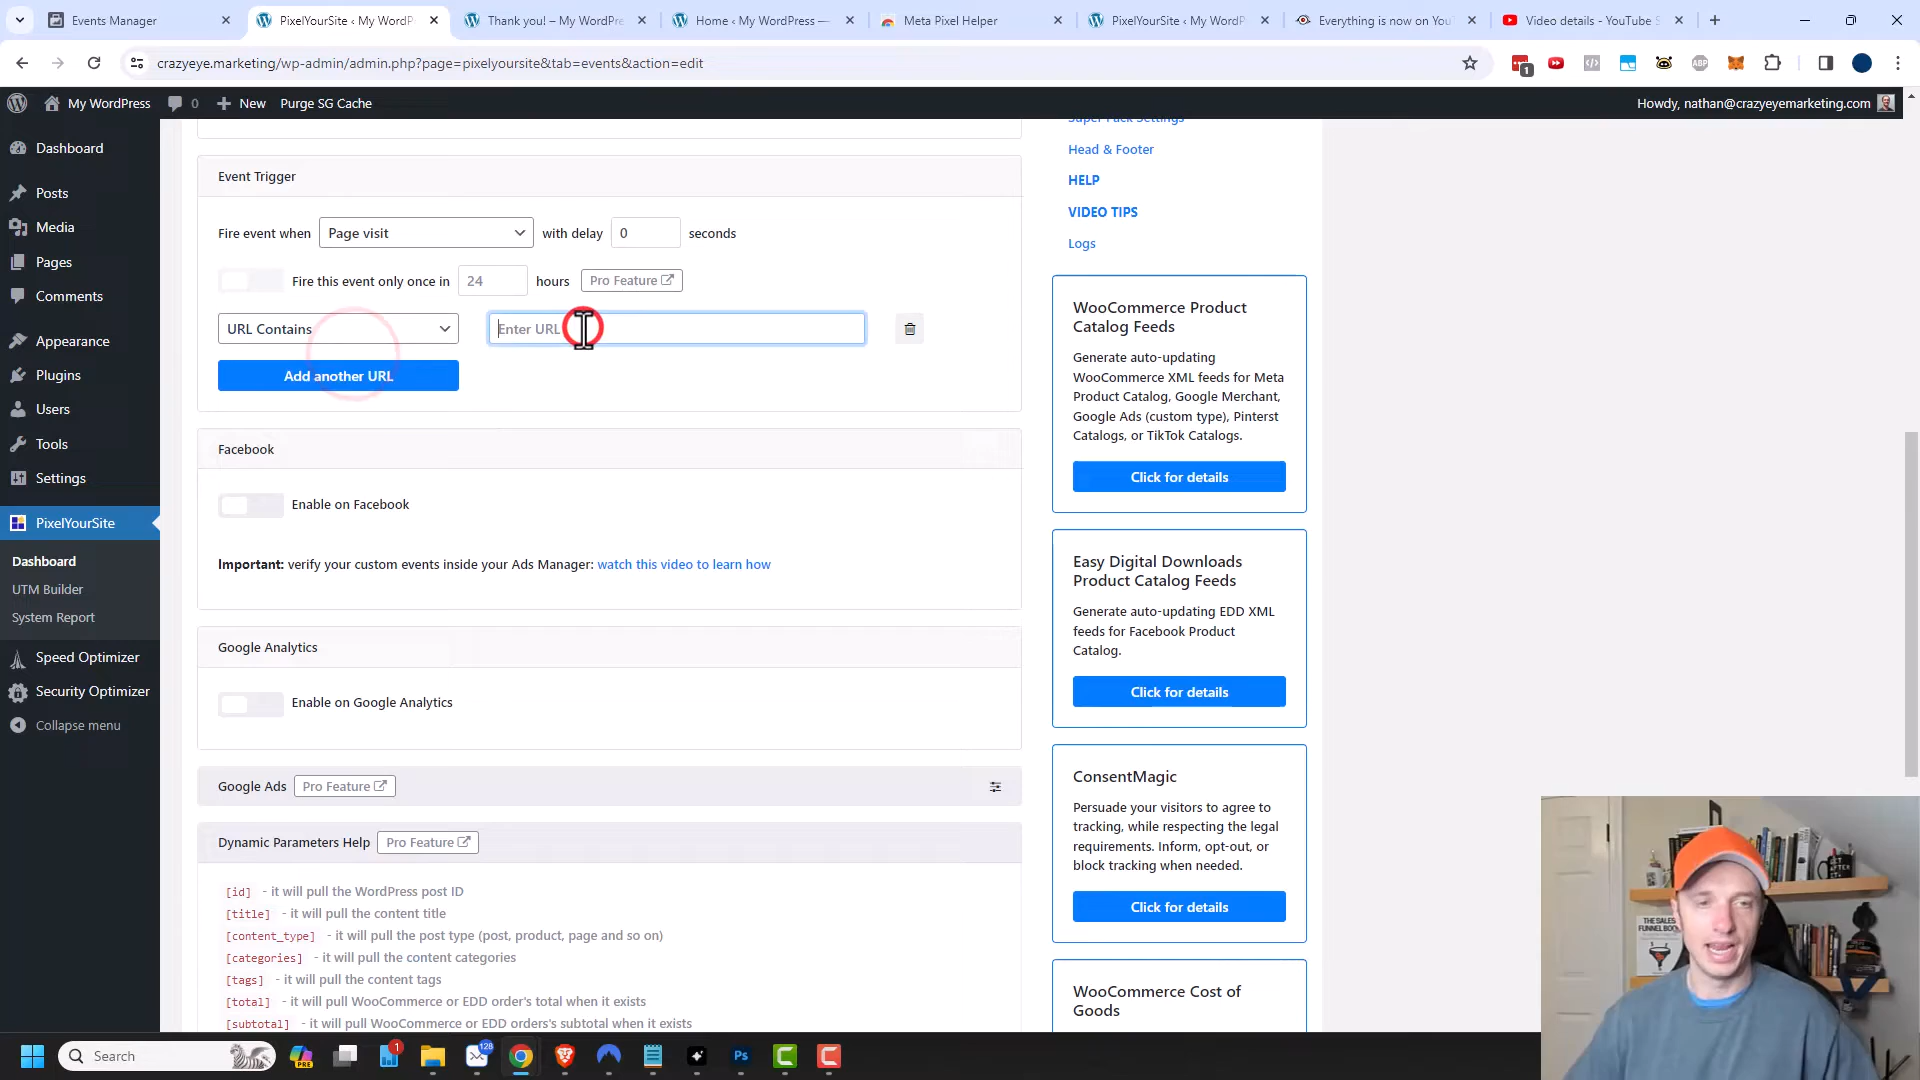 Events Manager
PixelYourSite ‹ My WordP
Thank you! – My WordPre
Home ‹ My WordPress —
Meta Pixel Helper
PixelYourSite ‹ My WordP
Everything is now on You
Video details - YouTube S
crazyeye.marketing/wp-admin/admin.php?page=pixelyoursite&tab=events&action=edit
1
ABP
My WordPress
0
New
Purge SG Cache
Howdy, nathan@crazyeyemarketing.com
Dashboard
Posts
Media
Pages
Comments
Appearance
Plugins
Users
Tools
Settings
PixelYourSite
Dashboard
UTM Builder
System Report
Speed Optimizer
Security Optimizer
Collapse menu
Event Trigger
Fire event when
Page visit
with delay
0
seconds
Fire this event only once in
24
hours
Pro Feature
URL Contains
Enter URL
Add another URL
Facebook
Enable on Facebook
Important: verify your custom events inside your Ads Manager: watch this video to learn how
Google Analytics
Enable on Google Analytics
Google Ads
Pro Feature
Dynamic Parameters Help
Pro Feature
[id] - it will pull the WordPress post ID
[title] - it will pull the content title
[content_type] - it will pull the post type (post, product, page and so on)
[categories] - it will pull the content categories
[tags] - it will pull the content tags
[total] - it will pull WooCommerce or EDD order's total when it exists
[subtotal] - it will pull WooCommerce or EDD orders's subtotal when it exists
Super Pack Settings
Head & Footer
HELP
VIDEO TIPS
Logs
WooCommerce Product
Catalog Feeds
Generate auto-updating
WooCommerce XML feeds for Meta
Product Catalog, Google Merchant,
Google Ads (custom type), Pinterst
Catalogs, or TikTok Catalogs.
Click for details
Easy Digital Downloads
Product Catalog Feeds
Generate auto-updating EDD XML
feeds for Facebook Product
Catalog.
Click for details
ConsentMagic
Persuade your visitors to agree to
tracking, while respecting the legal
requirements. Inform, opt-out, or
block tracking when needed.
Click for details
WooCommerce Cost of
Goods
THE SALES
FUNNEL BOOK
Search
PRE
1
128
Ps